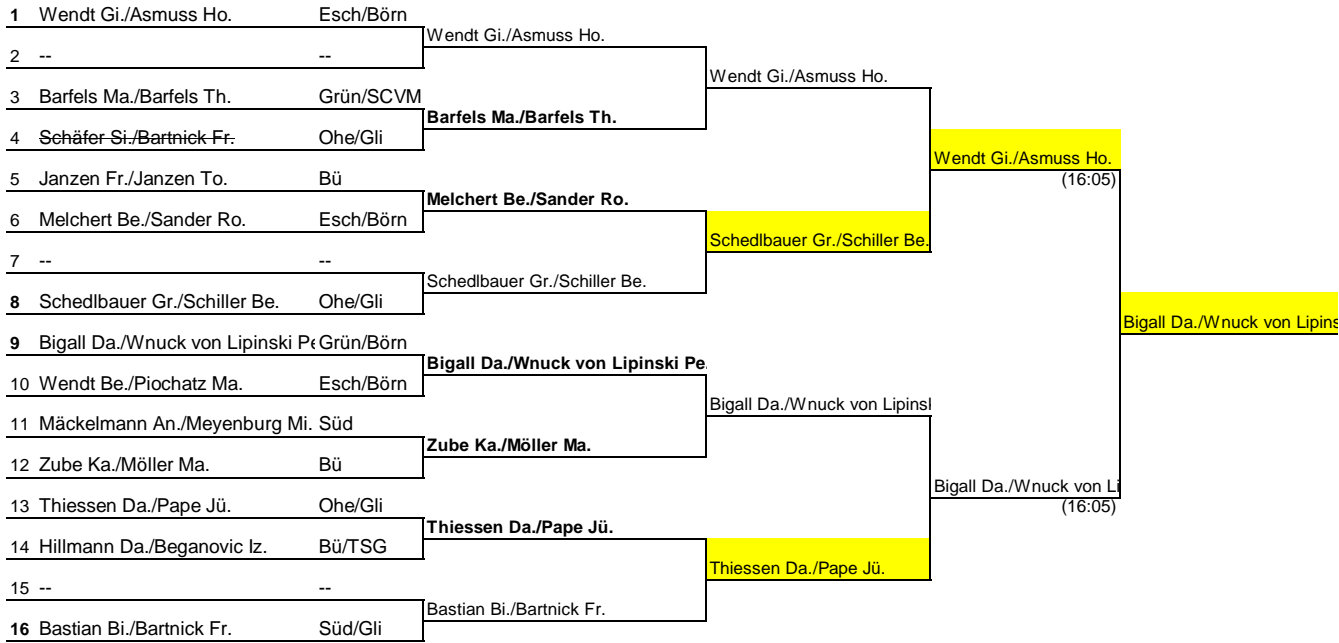 1 Wendt Gi./Asmuss Ho. Esch/Börn
Wendt Gi./Asmuss Ho.
2 -- --
Wendt Gi./Asmuss Ho.
3 Barfels Ma./Barfels Th. Grün/SCVM
Barfels Ma./Barfels Th.
4 Schäfer Si./Bartnick Fr. Ohe/Gli
Wendt Gi./Asmuss Ho.
(16:05)
5 Janzen Fr./Janzen To. Bü
Melchert Be./Sander Ro.
6 Melchert Be./Sander Ro. Esch/Börn
Schedlbauer Gr./Schiller Be.
7 -- --
Schedlbauer Gr./Schiller Be.
8 Schedlbauer Gr./Schiller Be. Ohe/Gli
Bigall Da./Wnuck von Lipins
9 Bigall Da./Wnuck von Lipinski Pe Grün/Börn
Bigall Da./Wnuck von Lipinski Pe.
10 Wendt Be./Piochatz Ma. Esch/Börn
Bigall Da./Wnuck von Lipinsk
11 Mäckelmann An./Meyenburg Mi. Süd
Zube Ka./Möller Ma.
12 Zube Ka./Möller Ma. Bü
Bigall Da./Wnuck von Li
(16:05)
13 Thiessen Da./Pape Jü. Ohe/Gli
Thiessen Da./Pape Jü.
14 Hillmann Da./Beganovic Iz. Bü/TSG
Thiessen Da./Pape Jü.
15 -- --
Bastian Bi./Bartnick Fr.
16 Bastian Bi./Bartnick Fr. Süd/Gli